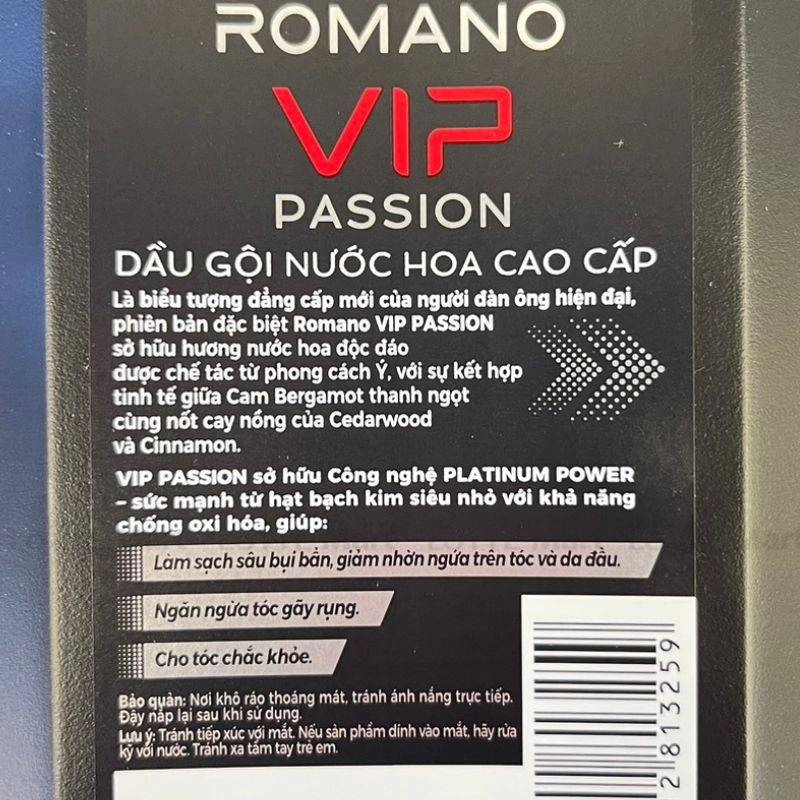 ROMANO
VIP
PASSION
DẦU GỘI NƯỚC HOA CAO CẤP
Là biểu tượng đẳng cấp mới của người đàn ông hiện đại,
phiên bản đặc biệt Romano VIP PASSION
sở hữu hương nước hoa độc đáo
được chế tác từ phong cách Ý, với sự kết hợp
tinh tế giữa Cam Bergamot thanh ngọt
cùng nốt cay nồng của Cedarwood
và Cinnamon.
VIP PASSION sở hữu Công nghệ PLATINUM POWER
– sức mạnh từ hạt bạch kim siêu nhỏ với khả năng
chống oxi hóa, giúp:
Làm sạch sâu bụi bẩn, giảm nhờn ngứa trên tóc và da đầu.
Ngăn ngừa tóc gãy rụng.
Cho tóc chắc khỏe.
Bảo quản: Nơi khô ráo thoáng mát, tránh ánh nắng trực tiếp.
Đậy nắp lại sau khi sử dụng.
Lưu ý: Tránh tiếp xúc với mắt. Nếu sản phẩm dính vào mắt, hãy rửa
kỹ với nước. Tránh xa tầm tay trẻ em.
2813259